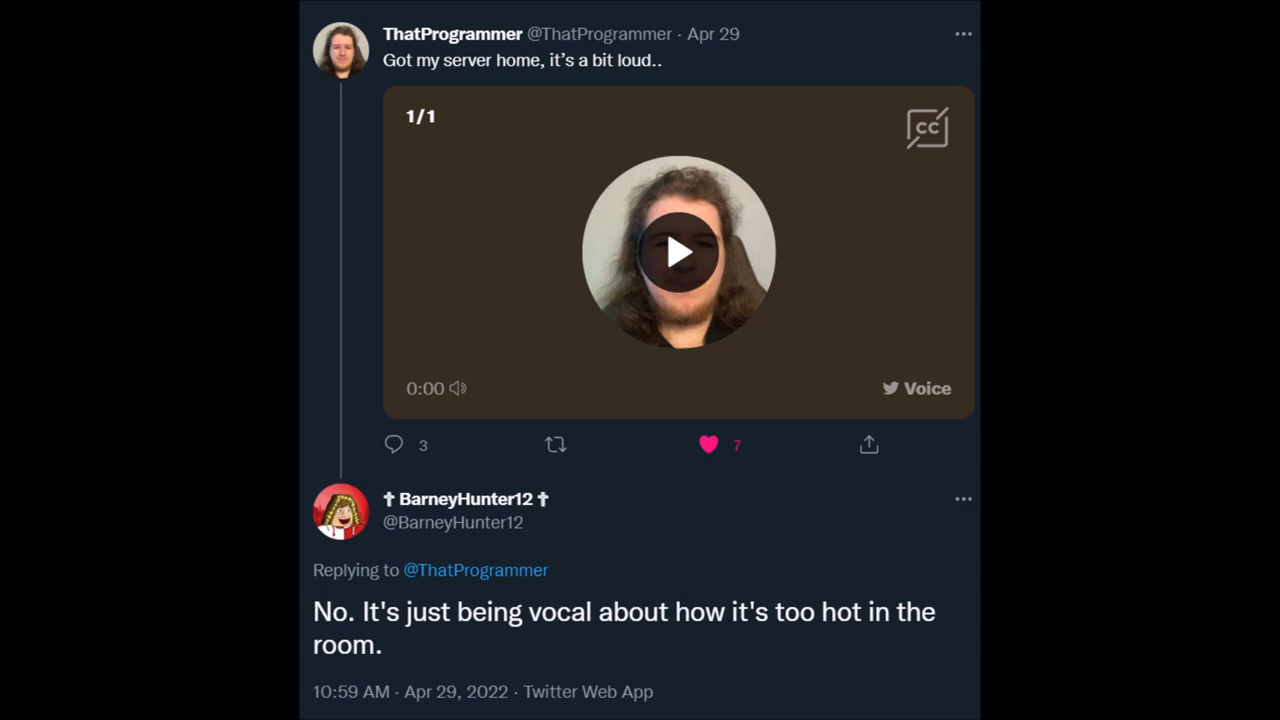 ThatProgrammer @ThatProgrammer · Apr 29
Got my server home, it’s a bit loud..
1/1
CC
0:00
Voice
3
7
✝ BarneyHunter12 ✝
@BarneyHunter12
Replying to @ThatProgrammer
No. It's just being vocal about how it's too hot in the
room.
10:59 AM · Apr 29, 2022 · Twitter Web App